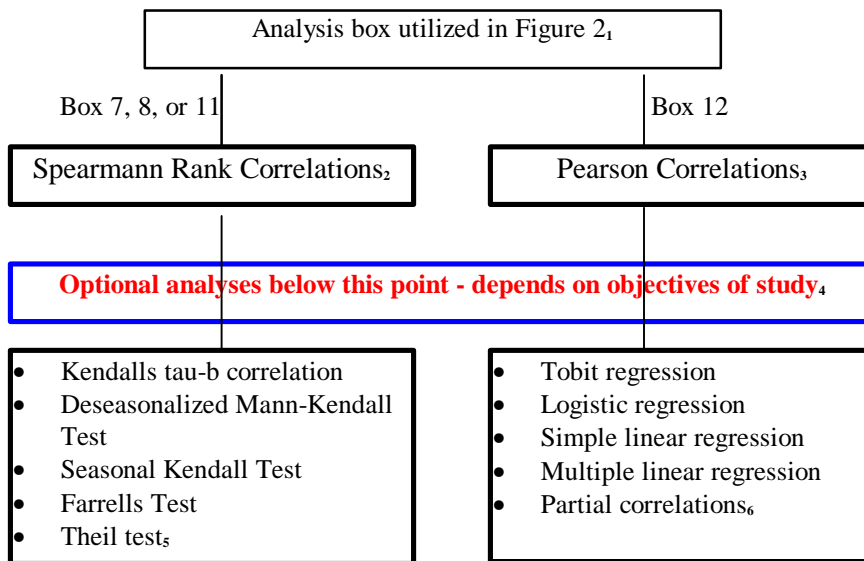 Analysis box utilized in Figure 2₁
Box 7, 8, or 11
Box 12
Spearmann Rank Correlations₂
Pearson Correlations₃
Optional analyses below this point - depends on objectives of study₄
• Kendalls tau-b correlation
• Deseasonalized Mann-Kendall
Test
• Seasonal Kendall Test
• Farrells Test
• Theil test₅
• Tobit regression
• Logistic regression
• Simple linear regression
• Multiple linear regression
• Partial correlations₆